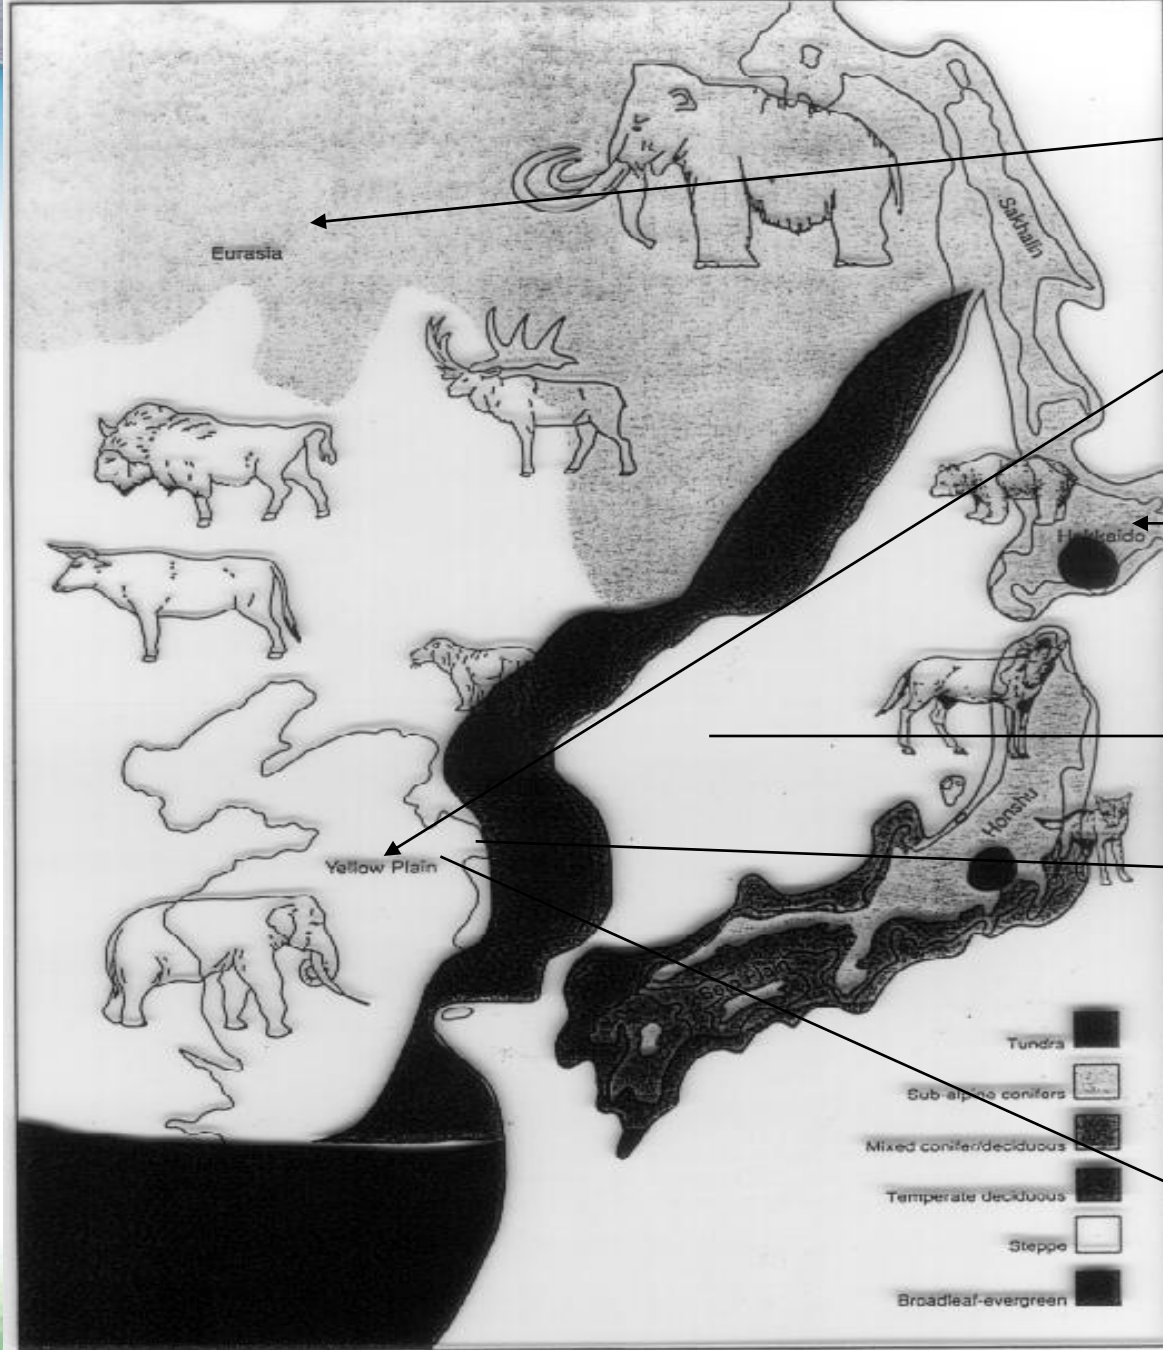 Eurasia
Sakhalin
Hokkaido
Honshu
Yellow Plain
Tundra
Sub-alpine conifers
Mixed conifer/deciduous
Temperate deciduous
Steppe
Broadleaf-evergreen